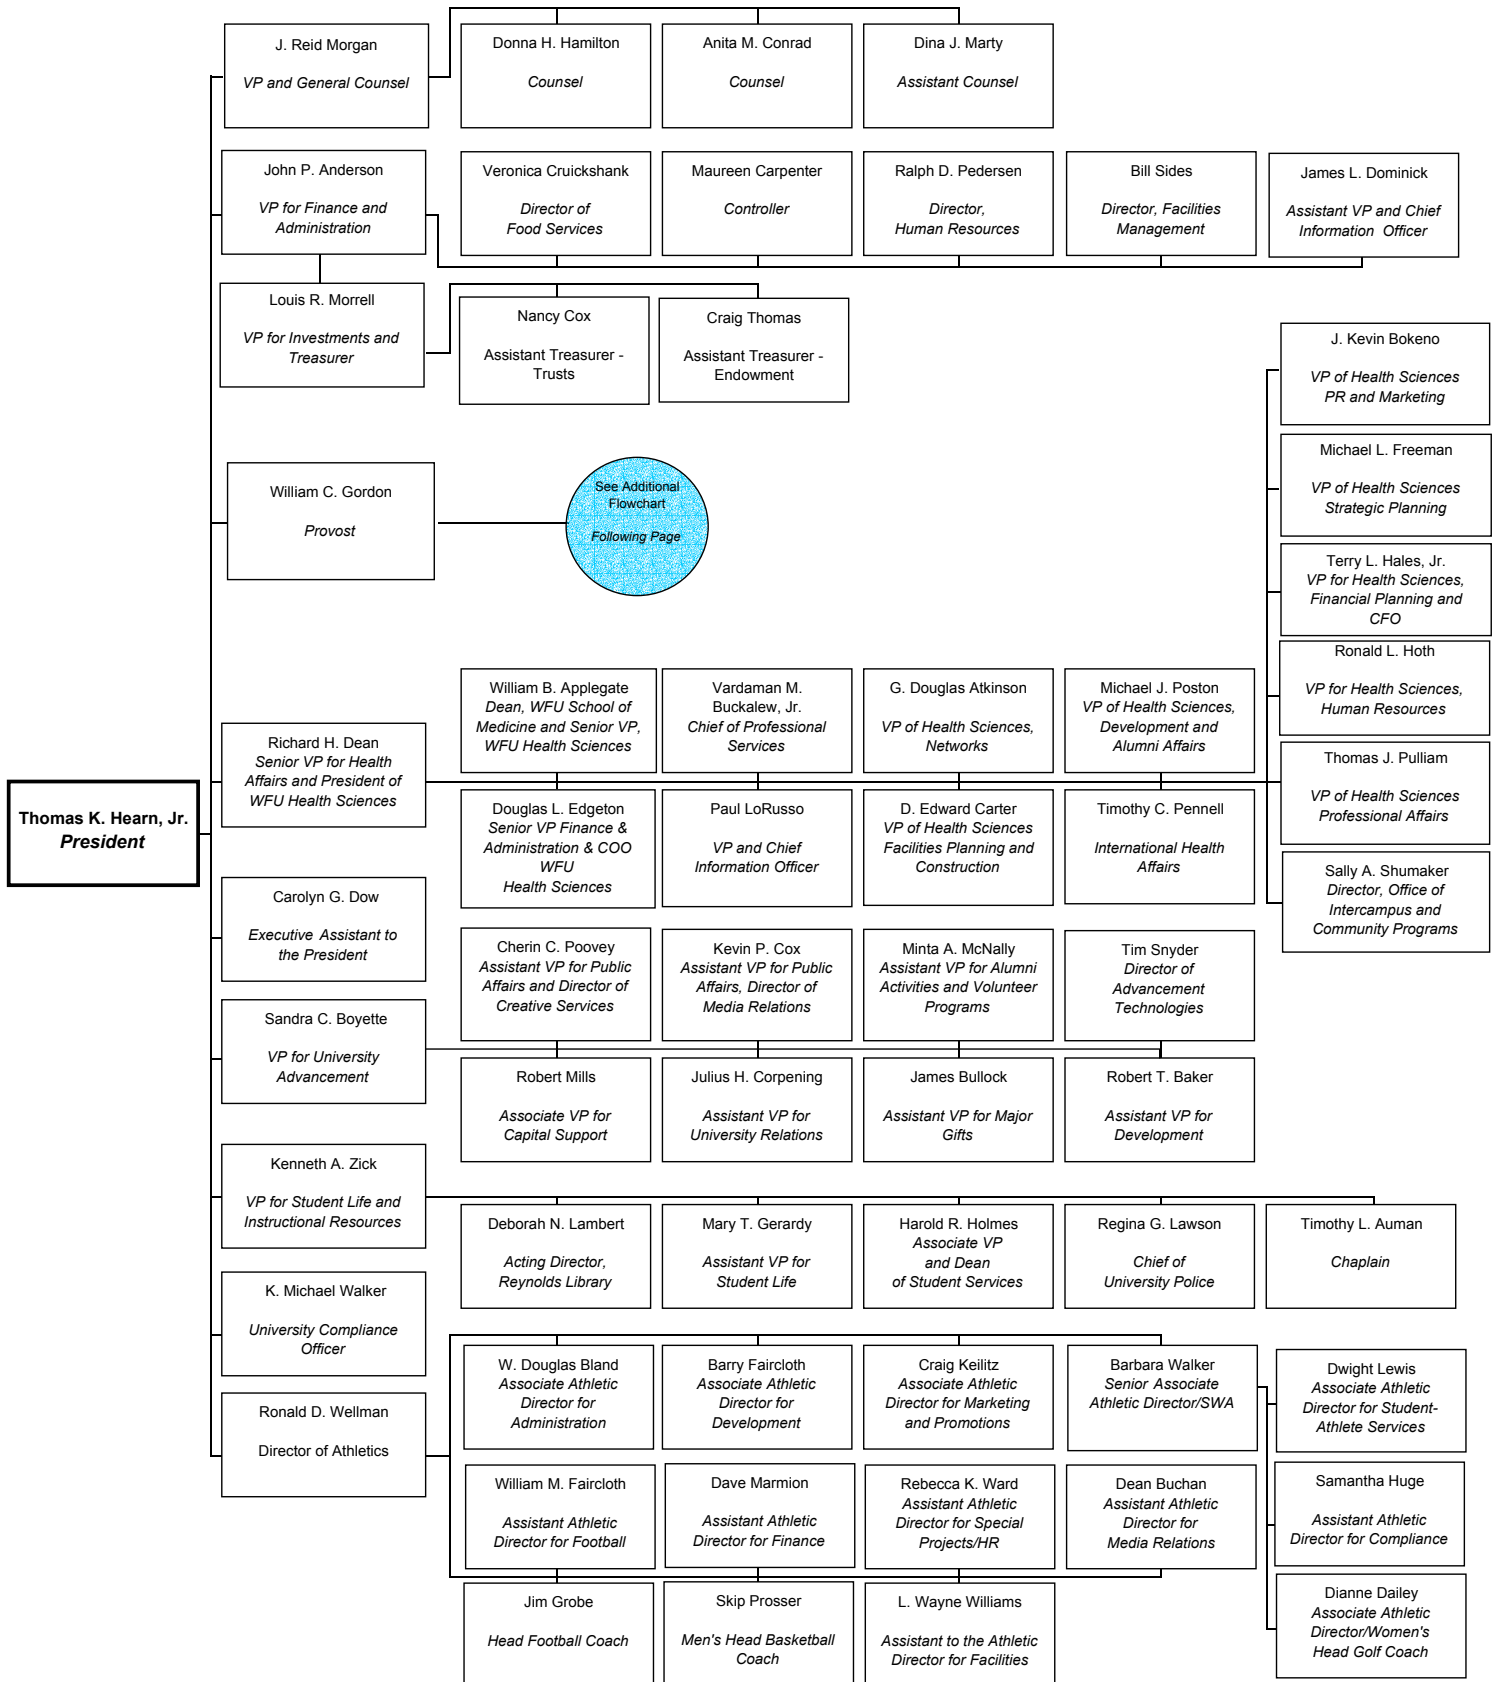 J. Reid Morgan
VP and General Counsel
Donna H. Hamilton
Counsel
Anita M. Conrad
Counsel
Dina J. Marty
Assistant Counsel
John P. Anderson
VP for Finance and
Administration
Veronica Cruickshank
Director of
Food Services
Maureen Carpenter
Controller
Ralph D. Pedersen
Director,
Human Resources
Bill Sides
Director, Facilities
Management
James L. Dominick
Assistant VP and Chief
Information Officer
Louis R. Morrell
VP for Investments and
Treasurer
Nancy Cox
Assistant Treasurer -
Trusts
Craig Thomas
Assistant Treasurer -
Endowment
J. Kevin Bokeno
VP of Health Sciences
PR and Marketing
Michael L. Freeman
VP of Health Sciences
Strategic Planning
William C. Gordon
Provost
See Additional
Flowchart
Following Page
Terry L. Hales, Jr.
VP for Health Sciences,
Financial Planning and
CFO
Ronald L. Hoth
VP for Health Sciences,
Human Resources
Thomas K. Hearn, Jr.
President
Richard H. Dean
Senior VP for Health
Affairs and President of
WFU Health Sciences
William B. Applegate
Dean, WFU School of
Medicine and Senior VP,
WFU Health Sciences
Vardaman M.
Buckalew, Jr.
Chief of Professional
Services
G. Douglas Atkinson
VP of Health Sciences,
Networks
Michael J. Poston
VP of Health Sciences,
Development and
Alumni Affairs
Thomas J. Pulliam
VP of Health Sciences
Professional Affairs
Douglas L. Edgeton
Senior VP Finance &
Administration & COO
WFU
Health Sciences
Paul LoRusso
VP and Chief
Information Officer
D. Edward Carter
VP of Health Sciences
Facilities Planning and
Construction
Timothy C. Pennell
International Health
Affairs
Sally A. Shumaker
Director, Office of
Intercampus and
Community Programs
Carolyn G. Dow
Executive Assistant to
the President
Cherin C. Poovey
Assistant VP for Public
Affairs and Director of
Creative Services
Kevin P. Cox
Assistant VP for Public
Affairs, Director of
Media Relations
Minta A. McNally
Assistant VP for Alumni
Activities and Volunteer
Programs
Tim Snyder
Director of
Advancement
Technologies
Sandra C. Boyette
VP for University
Advancement
Robert Mills
Associate VP for
Capital Support
Julius H. Corpening
Assistant VP for
University Relations
James Bullock
Assistant VP for Major
Gifts
Robert T. Baker
Assistant VP for
Development
Kenneth A. Zick
VP for Student Life and
Instructional Resources
Deborah N. Lambert
Acting Director,
Reynolds Library
Mary T. Gerardy
Assistant VP for
Student Life
Harold R. Holmes
Associate VP
and Dean
of Student Services
Regina G. Lawson
Chief of
University Police
Timothy L. Auman
Chaplain
K. Michael Walker
University Compliance
Officer
Ronald D. Wellman
Director of Athletics
W. Douglas Bland
Associate Athletic
Director for
Administration
Barry Faircloth
Associate Athletic
Director for
Development
Craig Keilitz
Associate Athletic
Director for Marketing
and Promotions
Barbara Walker
Senior Associate
Athletic Director/SWA
Dwight Lewis
Associate Athletic
Director for Student-
Athlete Services
William M. Faircloth
Assistant Athletic
Director for Football
Dave Marmion
Assistant Athletic
Director for Finance
Rebecca K. Ward
Assistant Athletic
Director for Special
Projects/HR
Dean Buchan
Assistant Athletic
Director for
Media Relations
Samantha Huge
Assistant Athletic
Director for Compliance
Jim Grobe
Head Football Coach
Skip Prosser
Men's Head Basketball
Coach
L. Wayne Williams
Assistant to the Athletic
Director for Facilities
Dianne Dailey
Associate Athletic
Director/Women's
Head Golf Coach